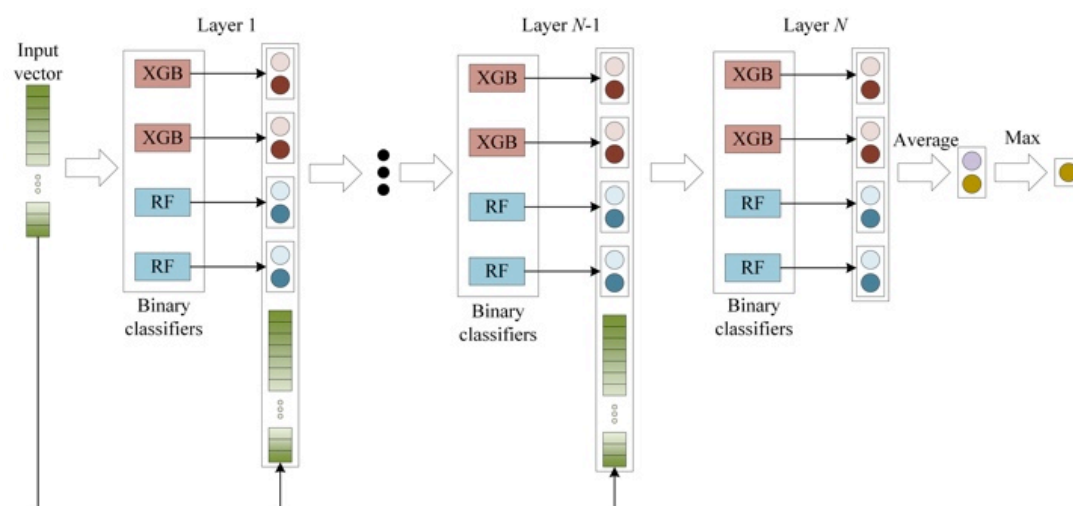 Layer 1
Layer N-1
Layer N
Input
vector
XGB
XGB
RF
RF
Binary
classifiers
XGB
XGB
RF
RF
Binary
classifiers
XGB
XGB
RF
RF
Binary
classifiers
Average
Max